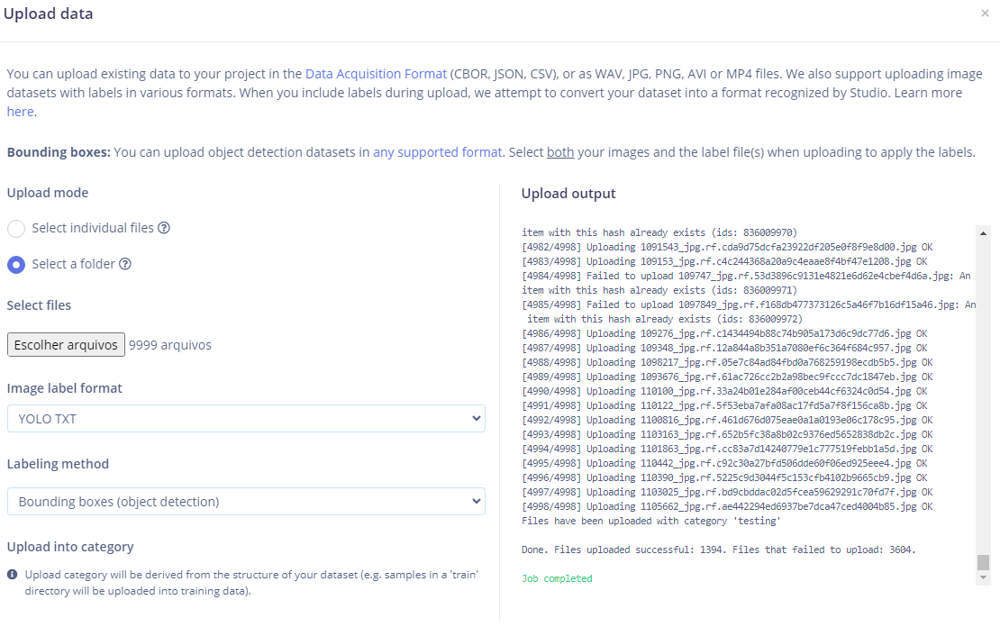 Upload data
×
You can upload existing data to your project in the Data Acquisition Format (CBOR, JSON, CSV), or as WAV, JPG, PNG, AVI or MP4 files. We also support uploading image
datasets with labels in various formats. When you include labels during upload, we attempt to convert your dataset into a format recognized by Studio. Learn more
here.
Bounding boxes: You can upload object detection datasets in any supported format. Select both your images and the label file(s) when uploading to apply the labels.
Upload mode
Select individual files
Select a folder
Select files
Escolher arquivos 9999 arquivos
Image label format
YOLO TXT
Labeling method
Bounding boxes (object detection)
Upload into category
Upload category will be derived from the structure of your dataset (e.g. samples in a 'train'
directory will be uploaded into training data).
Upload output
item with this hash already exists (ids: 836009970)
[4982/4998] Uploading 1091543_jpg.rf.cda9d75dcfa23922df205e0f8f9e8d00.jpg OK
[4983/4998] Uploading 109153_jpg.rf.c4c244368a20a9c4eaae8f4bf47e1208.jpg OK
[4984/4998] Failed to upload 109747_jpg.rf.53d3896c9131e4821e6d62e4cbef4d6a.jpg: An
item with this hash already exists (ids: 836009971)
[4985/4998] Failed to upload 1097849_jpg.rf.f168db477373126c5a46f7b16df15a46.jpg: An
item with this hash already exists (ids: 836009972)
[4986/4998] Uploading 109276_jpg.rf.c1434494b88c74b905a173d6c9dc77d6.jpg OK
[4987/4998] Uploading 109348_jpg.rf.12a844a8b351a7080ef6c364f684c957.jpg OK
[4988/4998] Uploading 1098217_jpg.rf.05e7c84ad84fbd0a768259198ecdb5b5.jpg OK
[4989/4998] Uploading 1093676_jpg.rf.61ac726cc2b2a98bec9fccc7dc1847eb.jpg OK
[4990/4998] Uploading 110100_jpg.rf.33a24b01e284af00ceb44cf6324c0d54.jpg OK
[4991/4998] Uploading 110122_jpg.rf.5f53eba7afa08ac17fd5a7f8f156ca8b.jpg OK
[4992/4998] Uploading 1100816_jpg.rf.461d676d075eae0a1a0193e06c178c95.jpg OK
[4993/4998] Uploading 1103163_jpg.rf.652b5fc38a8b02c9376ed5652838db2c.jpg OK
[4994/4998] Uploading 1101863_jpg.rf.cc83a7d14240779e1c777519febb1a5d.jpg OK
[4995/4998] Uploading 110442_jpg.rf.c92c30a27bfd506dde60f06ed925eee4.jpg OK
[4996/4998] Uploading 110390_jpg.rf.5225c9d3044f5c153cfb4102b9665cb9.jpg OK
[4997/4998] Uploading 1103025_jpg.rf.bd9cbddac02d5fcea59629291c70fd7f.jpg OK
[4998/4998] Uploading 1105662_jpg.rf.ae442294ed6937be7dca47ced4004b85.jpg OK
Files have been uploaded with category 'testing'
Done. Files uploaded successful: 1394. Files that failed to upload: 3604.
Job completed